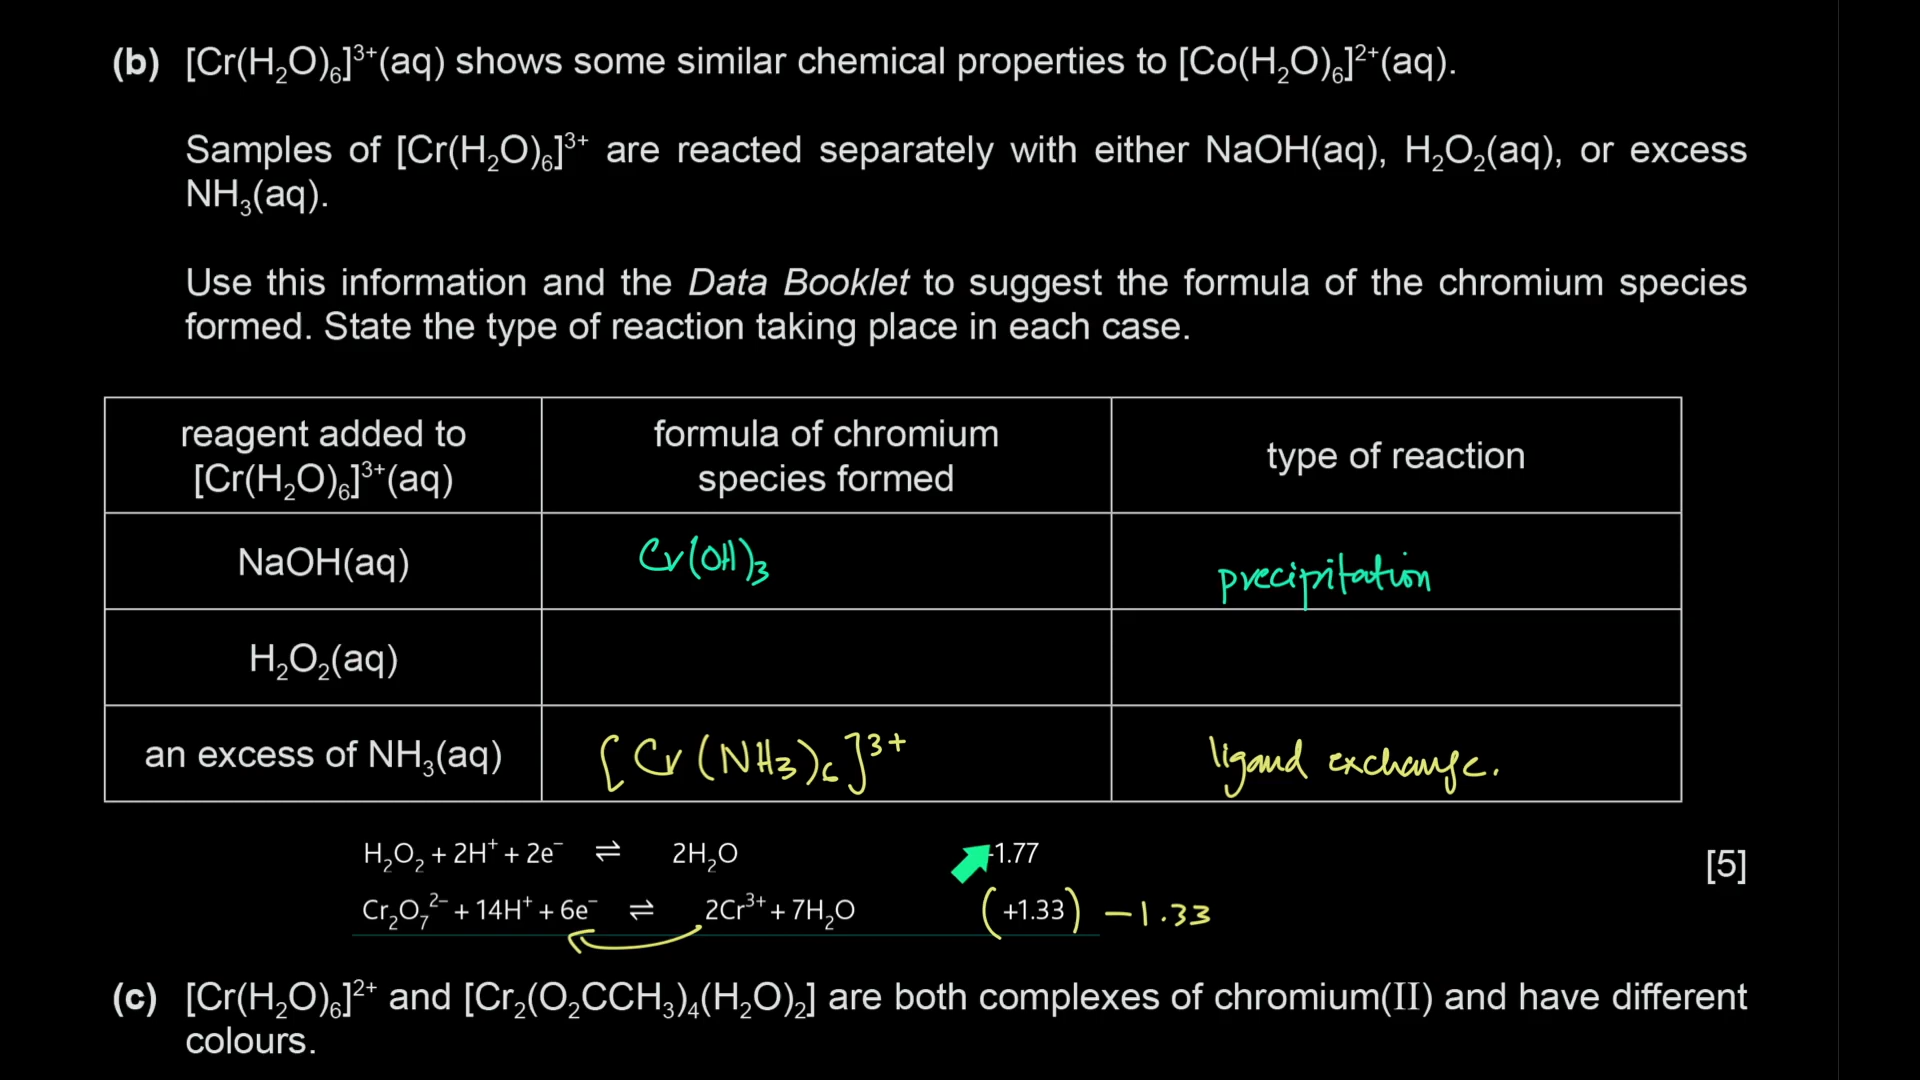 (b) [Cr(H₂O)₆]³⁺(aq) shows some similar chemical properties to [Co(H₂O)₆]²⁺(aq).
Samples of [Cr(H₂O)₆]³⁺ are reacted separately with either NaOH(aq), H₂O₂(aq), or excess
NH₃(aq).
Use this information and the Data Booklet to suggest the formula of the chromium species
formed. State the type of reaction taking place in each case.
reagent added to
[Cr(H₂O)₆]³⁺(aq)
formula of chromium
species formed
type of reaction
NaOH(aq)
Cr(OH)₃
precipitation
H₂O₂(aq)
an excess of NH₃(aq)
[Cr(NH₃)₆]³⁺
ligand exchange.
H₂O₂ + 2H⁺ + 2e⁻ ⇌ 2H₂O 1.77
[5]
Cr₂O₇²⁻ + 14H⁺ + 6e⁻ ⇌ 2Cr³⁺ + 7H₂O (+1.33) −1.33
(c) [Cr(H₂O)₆]²⁺ and [Cr₂(O₂CCH₃)₄(H₂O)₂] are both complexes of chromium(II) and have different
colours.